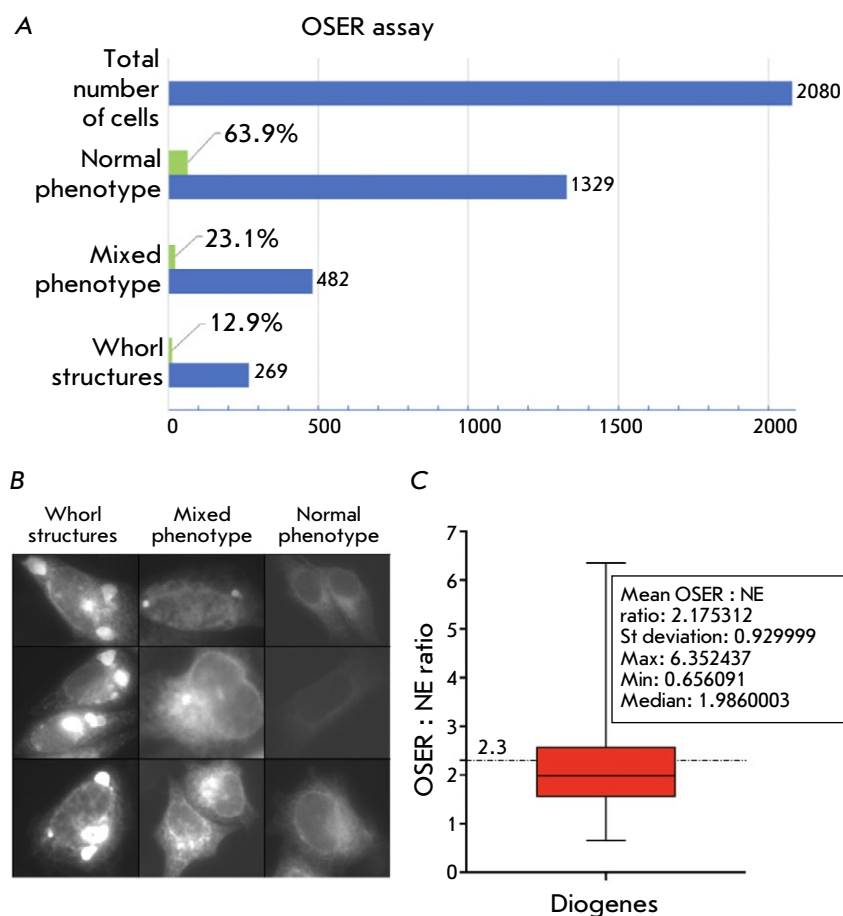 A
OSER assay
Total
number
of cells
2080
63.9%
Normal
phenotype
1329
23.1%
Mixed
phenotype
482
12.9%
Whorl
structures
269
0 500 1000 1500 2000
B
Whorl
structures
Mixed
phenotype
Normal
phenotype
C
OSER : NE ratio
7
6
5
4
3
2
1
0
2.3
Mean OSER : NE
ratio: 2.175312
St deviation: 0.929999
Max: 6.352437
Min: 0.656091
Median: 1.9860003
Diogenes